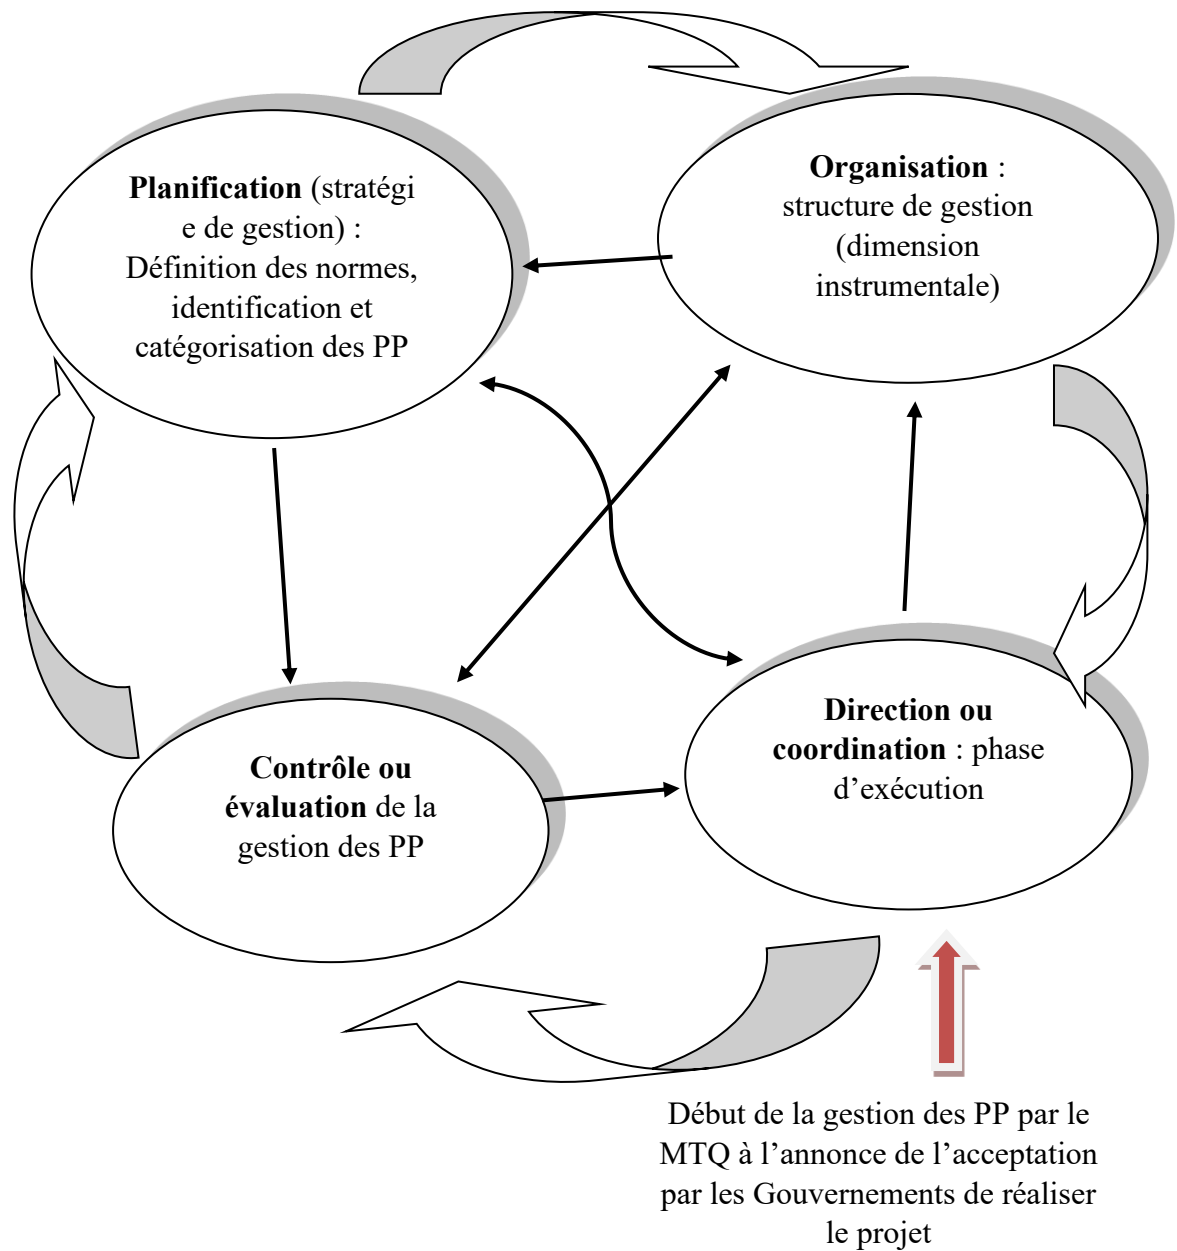 Planification (stratégi
e de gestion) :
Définition des normes,
identification et
catégorisation des PP
Organisation :
structure de gestion
(dimension
instrumentale)
Contrôle ou
évaluation de la
gestion des PP
Direction ou
coordination : phase
d’exécution
Début de la gestion des PP par le
MTQ à l’annonce de l’acceptation
par les Gouvernements de réaliser
le projet